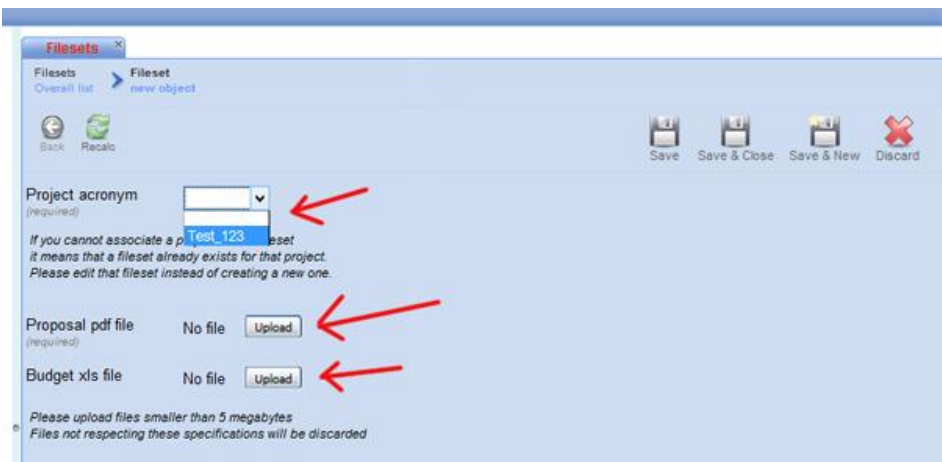 Filesets ×
Filesets Fileset
Overall list new object
Back Recalc Save Save & Close Save & New Discard
Project acronym
(required)
Test_123
If you cannot associate a p eset
it means that a fileset already exists for that project.
Please edit that fileset instead of creating a new one.
Proposal pdf file No file Upload
(required)
Budget xls file No file Upload
Please upload files smaller than 5 megabytes
Files not respecting these specifications will be discarded